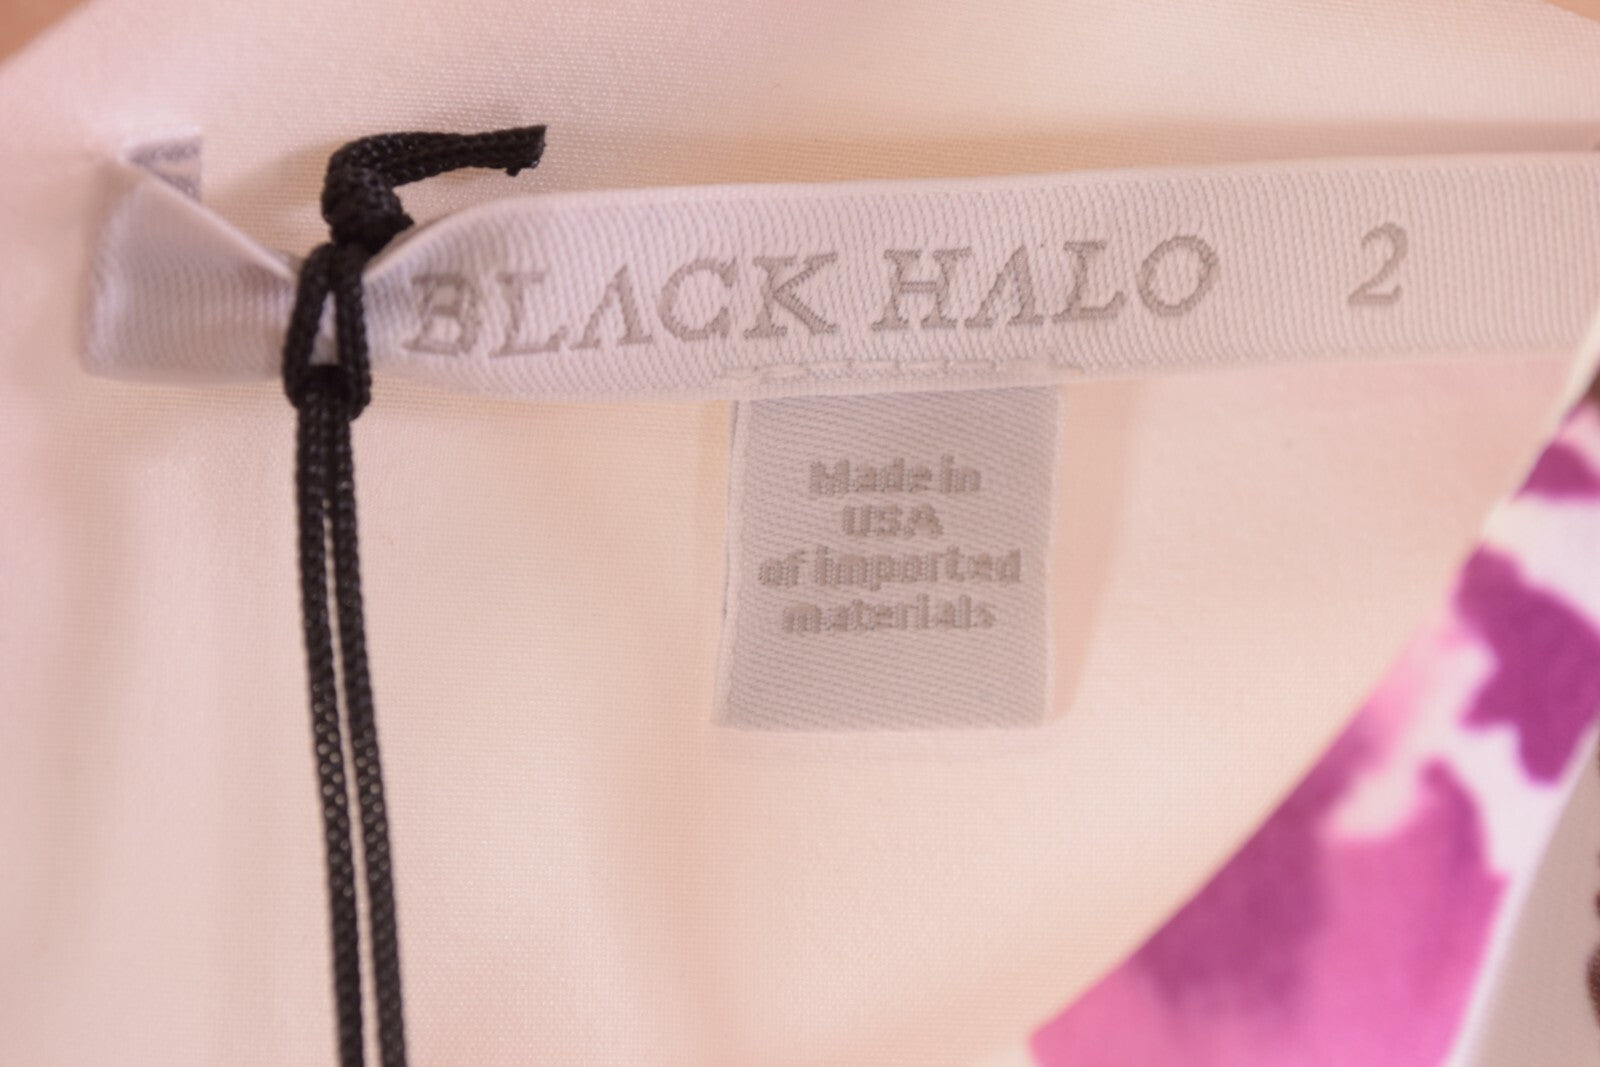 BLACK HALO 2
Made in
USA
of imported
materials